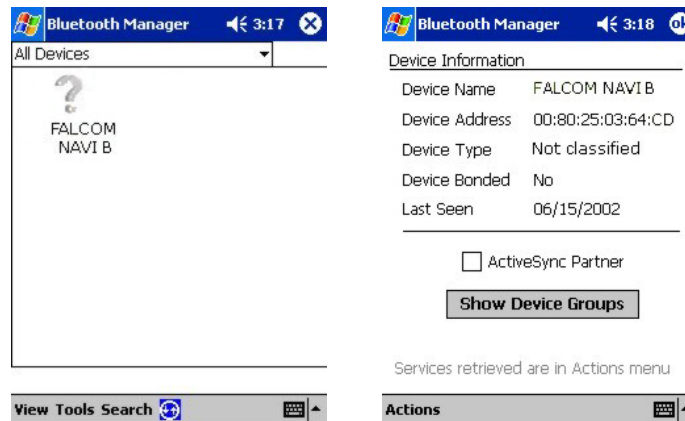 Bluetooth Manager 3:17
All Devices
FALCOM
NAVI B
View Tools Search
Bluetooth Manager 3:18 ok
Device Information
Device Name FALCOM NAVI B
Device Address 00:80:25:03:64:CD
Device Type Not classified
Device Bonded No
Last Seen 06/15/2002
ActiveSync Partner
Show Device Groups
Services retrieved are in Actions menu
Actions